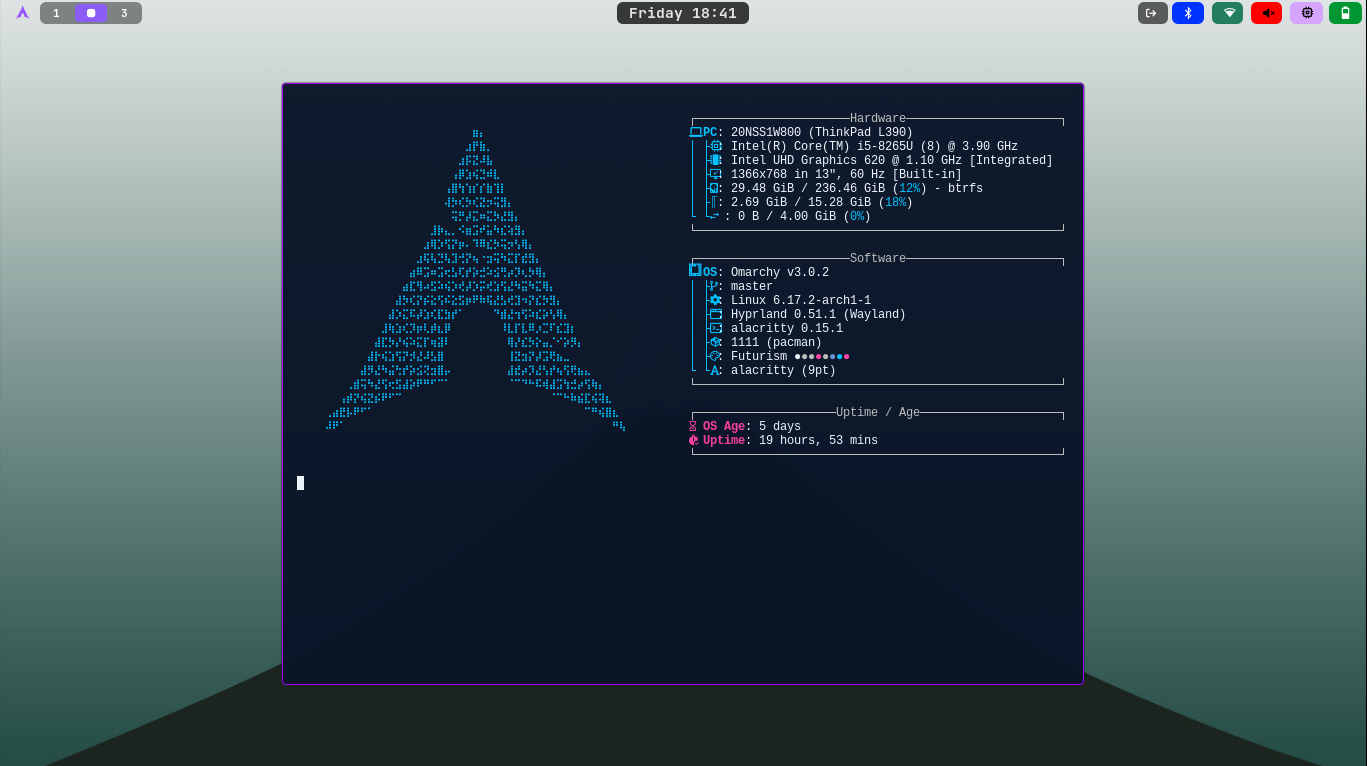 1 3
Friday 18:41
Hardware
PC: 20NSS1W800 (ThinkPad L390)
: Intel(R) Core(TM) i5-8265U (8) @ 3.90 GHz
: Intel UHD Graphics 620 @ 1.10 GHz [Integrated]
: 1366x768 in 13", 60 Hz [Built-in]
: 29.48 GiB / 236.46 GiB (12%) - btrfs
: 2.69 GiB / 15.28 GiB (18%)
: 0 B / 4.00 GiB (0%)
Software
OS: Omarchy v3.0.2
: master
: Linux 6.17.2-arch1-1
: Hyprland 0.51.1 (Wayland)
: alacritty 0.15.1
: 1111 (pacman)
: Futurism ●●●●●●●●
: alacritty (9pt)
Uptime / Age
OS Age: 5 days
Uptime: 19 hours, 53 mins